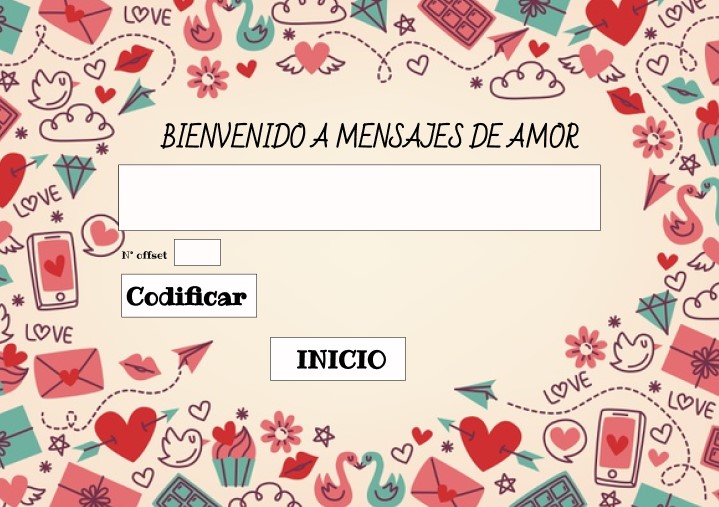 LOVE
LOVE
BIENVENIDO A MENSAJES DE AMOR
LOVE
N° offset
Codificar
LOVE
INICIO
LOVE
LOVE